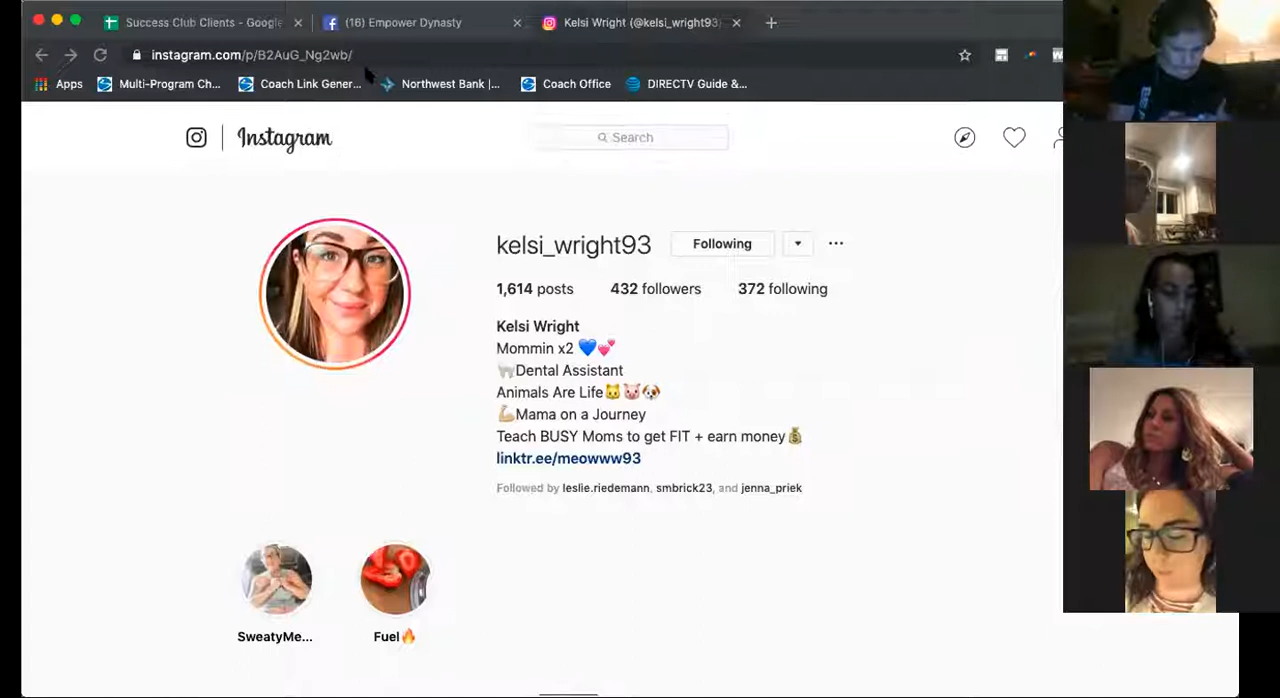 Success Club Clients - Google
(16) Empower Dynasty
Kelsi Wright (@kelsi_wright93)
instagram.com/p/B2AuG_Ng2wb/
Apps
Multi-Program Ch...
Coach Link Gener...
Northwest Bank |...
Coach Office
DIRECTV Guide &...
Instagram
Search
kelsi_wright93
Following
1,614 posts
432 followers
372 following
Kelsi Wright
Mommin x2 💙💕
🦷Dental Assistant
Animals Are Life🐱🐷🐶
💪🏼Mama on a Journey
Teach BUSY Moms to get FIT + earn money💰
linktr.ee/meowww93
Followed by leslie.riedemann, smbrick23, and jenna_priek
SweatyMe...
Fuel🔥